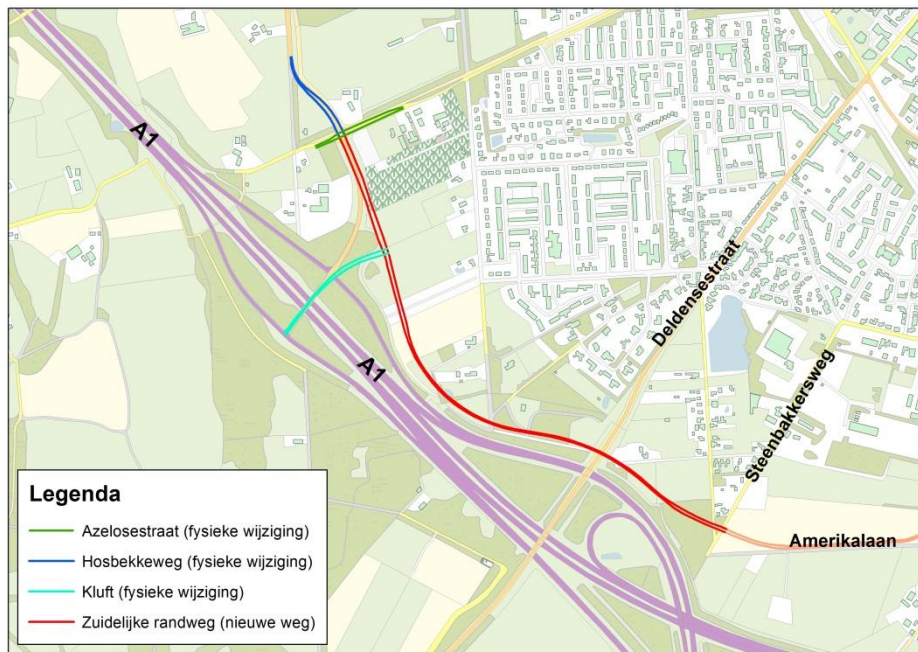 A1
A1
Deldensestraat
Steenbakkersweg
Amerikalaan
Legenda
Azelosestraat (fysieke wijziging)
Hosbekkeweg (fysieke wijziging)
Kluft (fysieke wijziging)
Zuidelijke randweg (nieuwe weg)